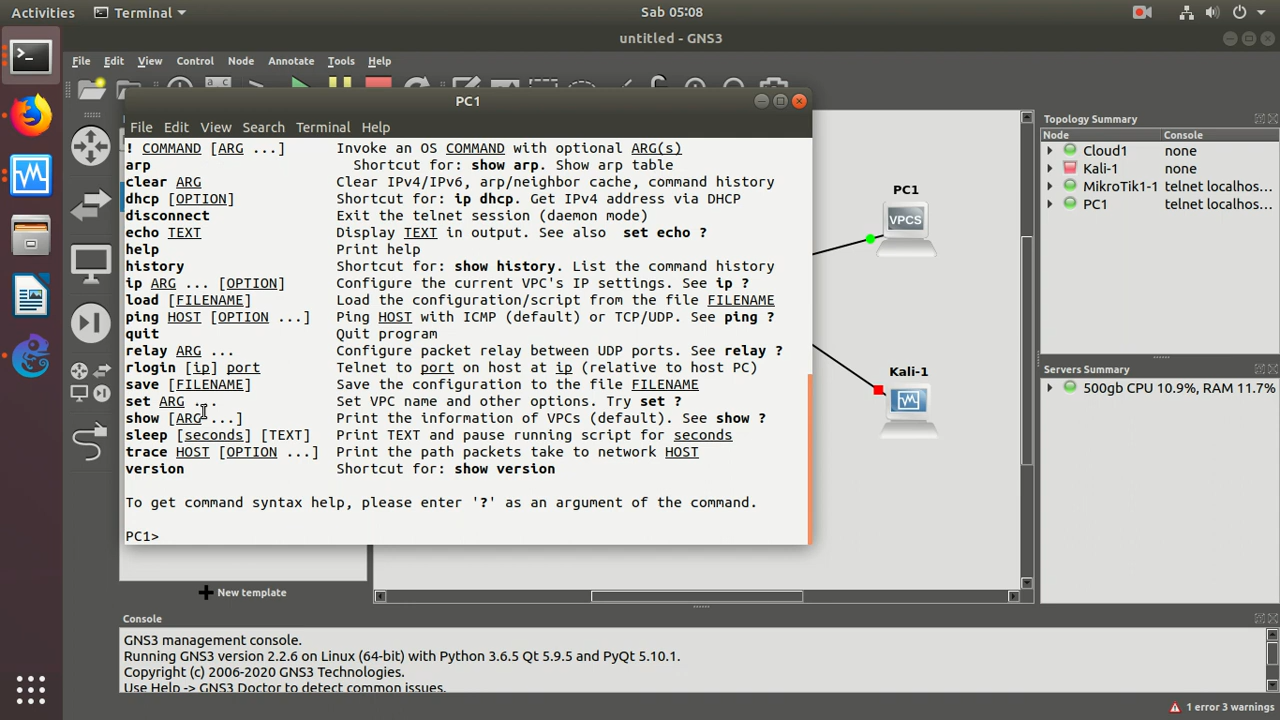 Activities
Terminal
Sab 05:08
untitled - GNS3
File Edit View Control Node Annotate Tools Help
PC1
File Edit View Search Terminal Help
! COMMAND [ARG ...] Invoke an OS COMMAND with optional ARG(s)
arp Shortcut for: show arp. Show arp table
clear ARG Clear IPv4/IPv6, arp/neighbor cache, command history
dhcp [OPTION] Shortcut for: ip dhcp. Get IPv4 address via DHCP
disconnect Exit the telnet session (daemon mode)
echo TEXT Display TEXT in output. See also set echo ?
help Print help
history Shortcut for: show history. List the command history
ip ARG ... [OPTION] Configure the current VPC's IP settings. See ip ?
load [FILENAME] Load the configuration/script from the file FILENAME
ping HOST [OPTION ...] Ping HOST with ICMP (default) or TCP/UDP. See ping ?
quit Quit program
relay ARG ... Configure packet relay between UDP ports. See relay ?
rlogin [ip] port Telnet to port on host at ip (relative to host PC)
save [FILENAME] Save the configuration to the file FILENAME
set ARG ... Set VPC name and other options. Try set ?
show [ARG ...] Print the information of VPCs (default). See show ?
sleep [seconds] [TEXT] Print TEXT and pause running script for seconds
trace HOST [OPTION ...] Print the path packets take to network HOST
version Shortcut for: show version
To get command syntax help, please enter '?' as an argument of the command.
PC1>
PC1
VPCS
Kali-1
Topology Summary
Node Console
Cloud1 none
Kali-1 none
MikroTik1-1 telnet localhos...
PC1 telnet localhos...
Servers Summary
500gb CPU 10.9%, RAM 11.7%
New template
Console
GNS3 management console.
Running GNS3 version 2.2.6 on Linux (64-bit) with Python 3.6.5 Qt 5.9.5 and PyQt 5.10.1.
Copyright (c) 2006-2020 GNS3 Technologies.
Use Help -> GNS3 Doctor to detect common issues.
1 error 3 warnings